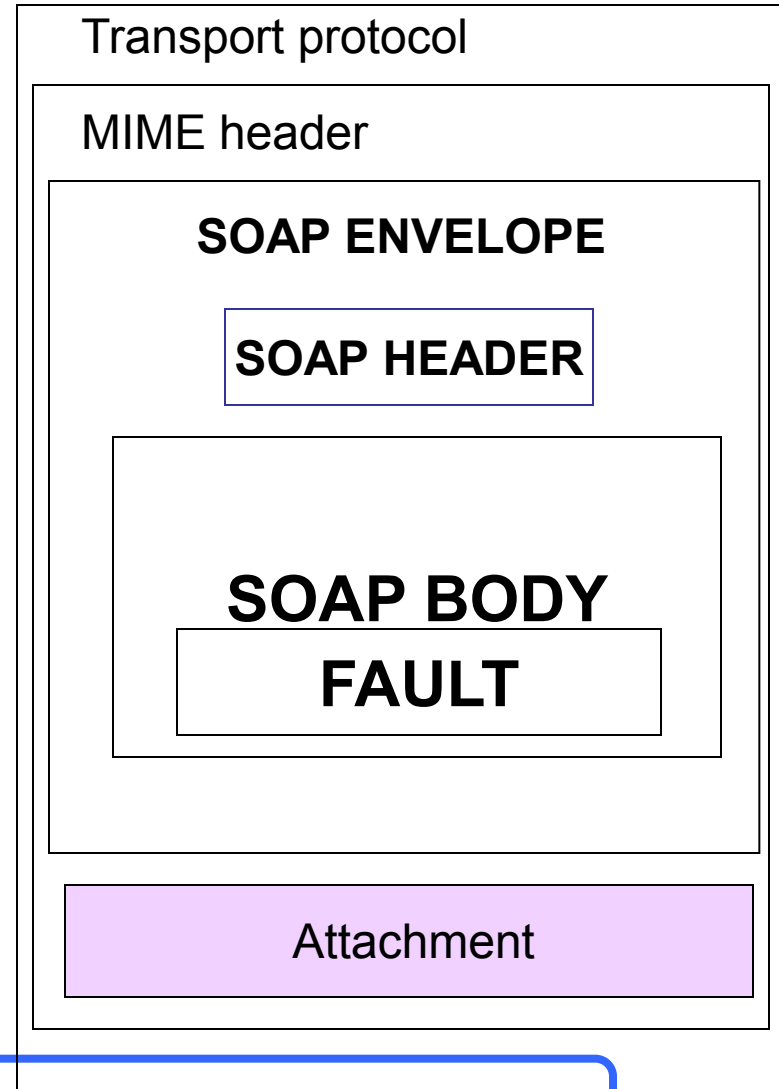 Transport protocol
MIME header
SOAP ENVELOPE
SOAP HEADER
SOAP BODY
FAULT
Attachment